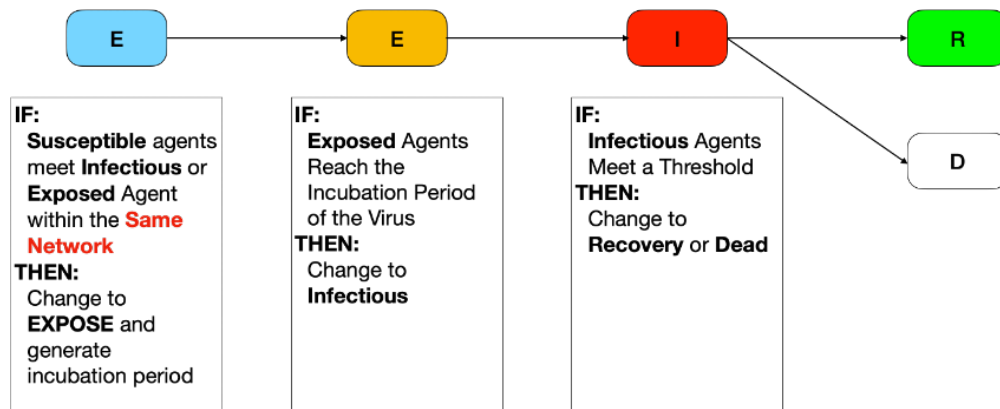 E
E
I
R
D
IF:
Susceptible agents
meet Infectious or
Exposed Agent
within the Same
Network
THEN:
Change to
EXPOSE and
generate
incubation period
IF:
Exposed Agents
Reach the
Incubation Period
of the Virus
THEN:
Change to
Infectious
IF:
Infectious Agents
Meet a Threshold
THEN:
Change to
Recovery or Dead